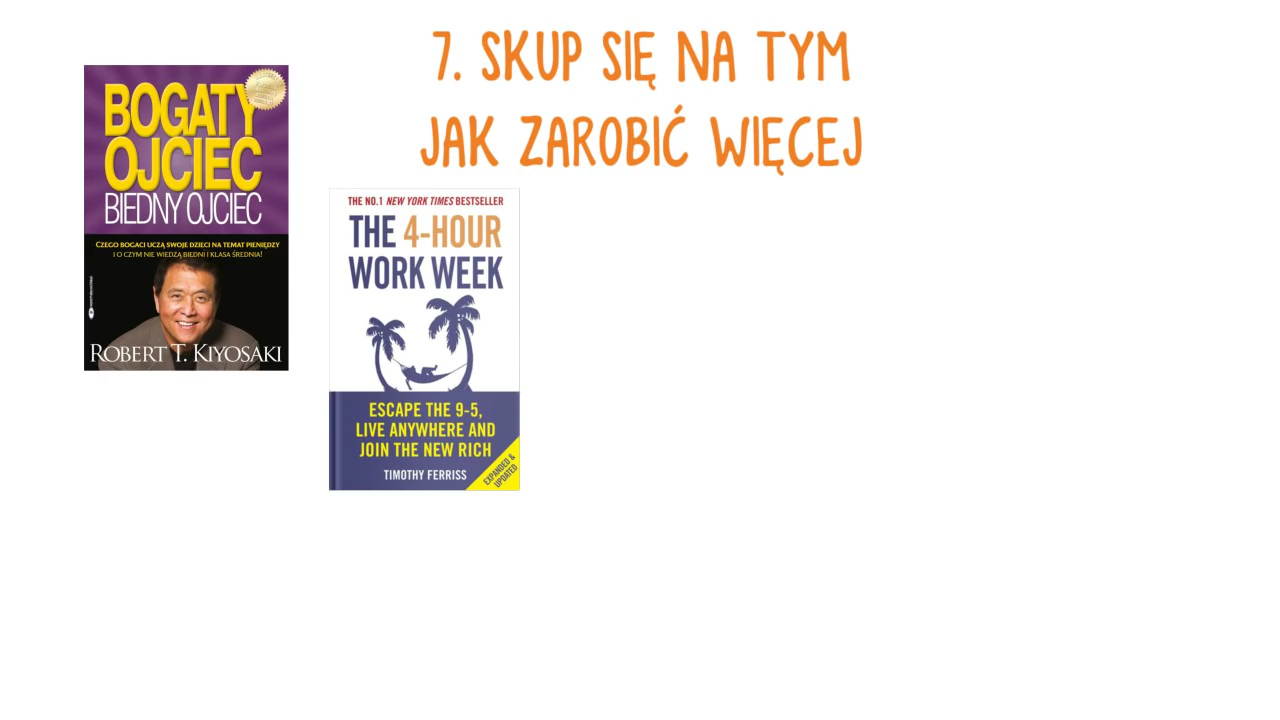 7. SKUP SIĘ NA TYM
JAK ZAROBIĆ WIĘCEJ
BOGATY
OJCIEC
BIEDNY OJCIEC
CZEGO BOGACI UCZĄ SWOJE DZIECI NA TEMAT PIENIĘDZY
I O CZYM NIE WIEDZĄ BIEDNI I KLASA ŚREDNIA!
ROBERT T. KIYOSAKI
THE NO.1 NEW YORK TIMES BESTSELLER
THE 4-HOUR
WORK WEEK
ESCAPE THE 9-5,
LIVE ANYWHERE AND
JOIN THE NEW RICH
TIMOTHY FERRISS
EXPANDED &
UPDATED